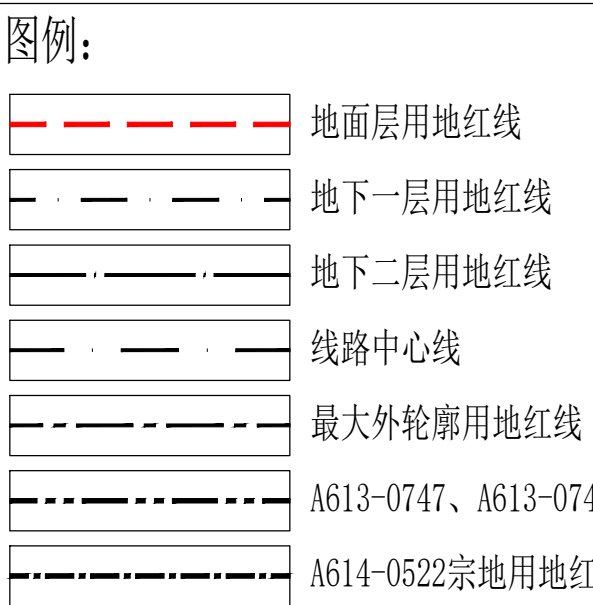 图例：
地面层用地红线
地下一层用地红线
地下二层用地红线
线路中心线
最大外轮廓用地红线
A613-0747、A613-074
A614-0522宗地用地红